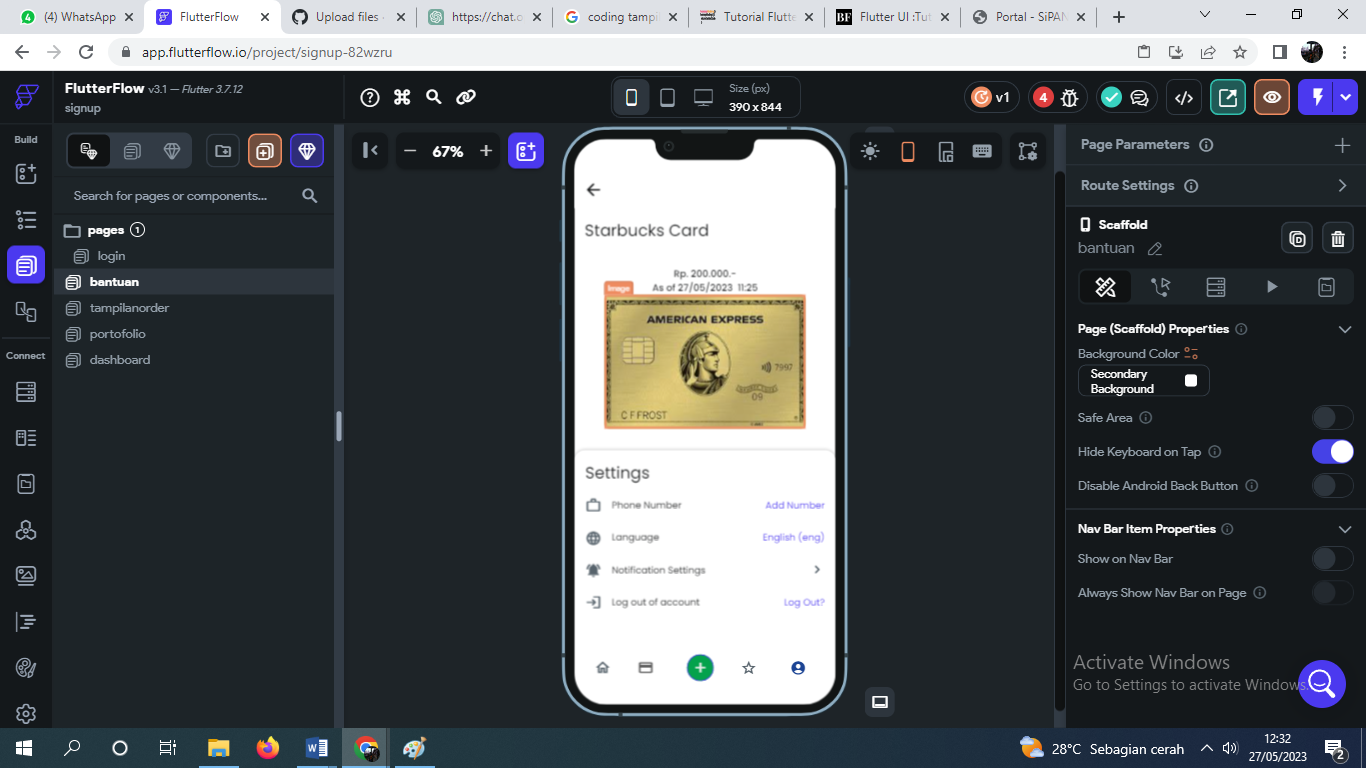 (4) WhatsApp
FlutterFlow
Upload files
https://chat.o
coding tampil
Tutorial Flutte
Flutter UI :Tut
Portal - SiPAN
app.flutterflow.io/project/signup-82wzru
FlutterFlow v3.1 — Flutter 3.7.12
signup
Size (px)
390 x 844
v1
4
Build
67%
Search for pages or components...
pages 1
login
bantuan
tampilanorder
portofolio
dashboard
Connect
Starbucks Card
Rp. 200.000.-
As of 27/05/2023 11:25
Image
AMERICAN EXPRESS
7997
09
C F FROST
Settings
Phone Number Add Number
Language English (eng)
Notification Settings
Log out of account Log Out?
Page Parameters
Route Settings
Scaffold
bantuan
Page (Scaffold) Properties
Background Color
Secondary
Background
Safe Area
Hide Keyboard on Tap
Disable Android Back Button
Nav Bar Item Properties
Show on Nav Bar
Always Show Nav Bar on Page
Activate Windows
Go to Settings to activate Windows.
28°C Sebagian cerah
12:32
27/05/2023
2